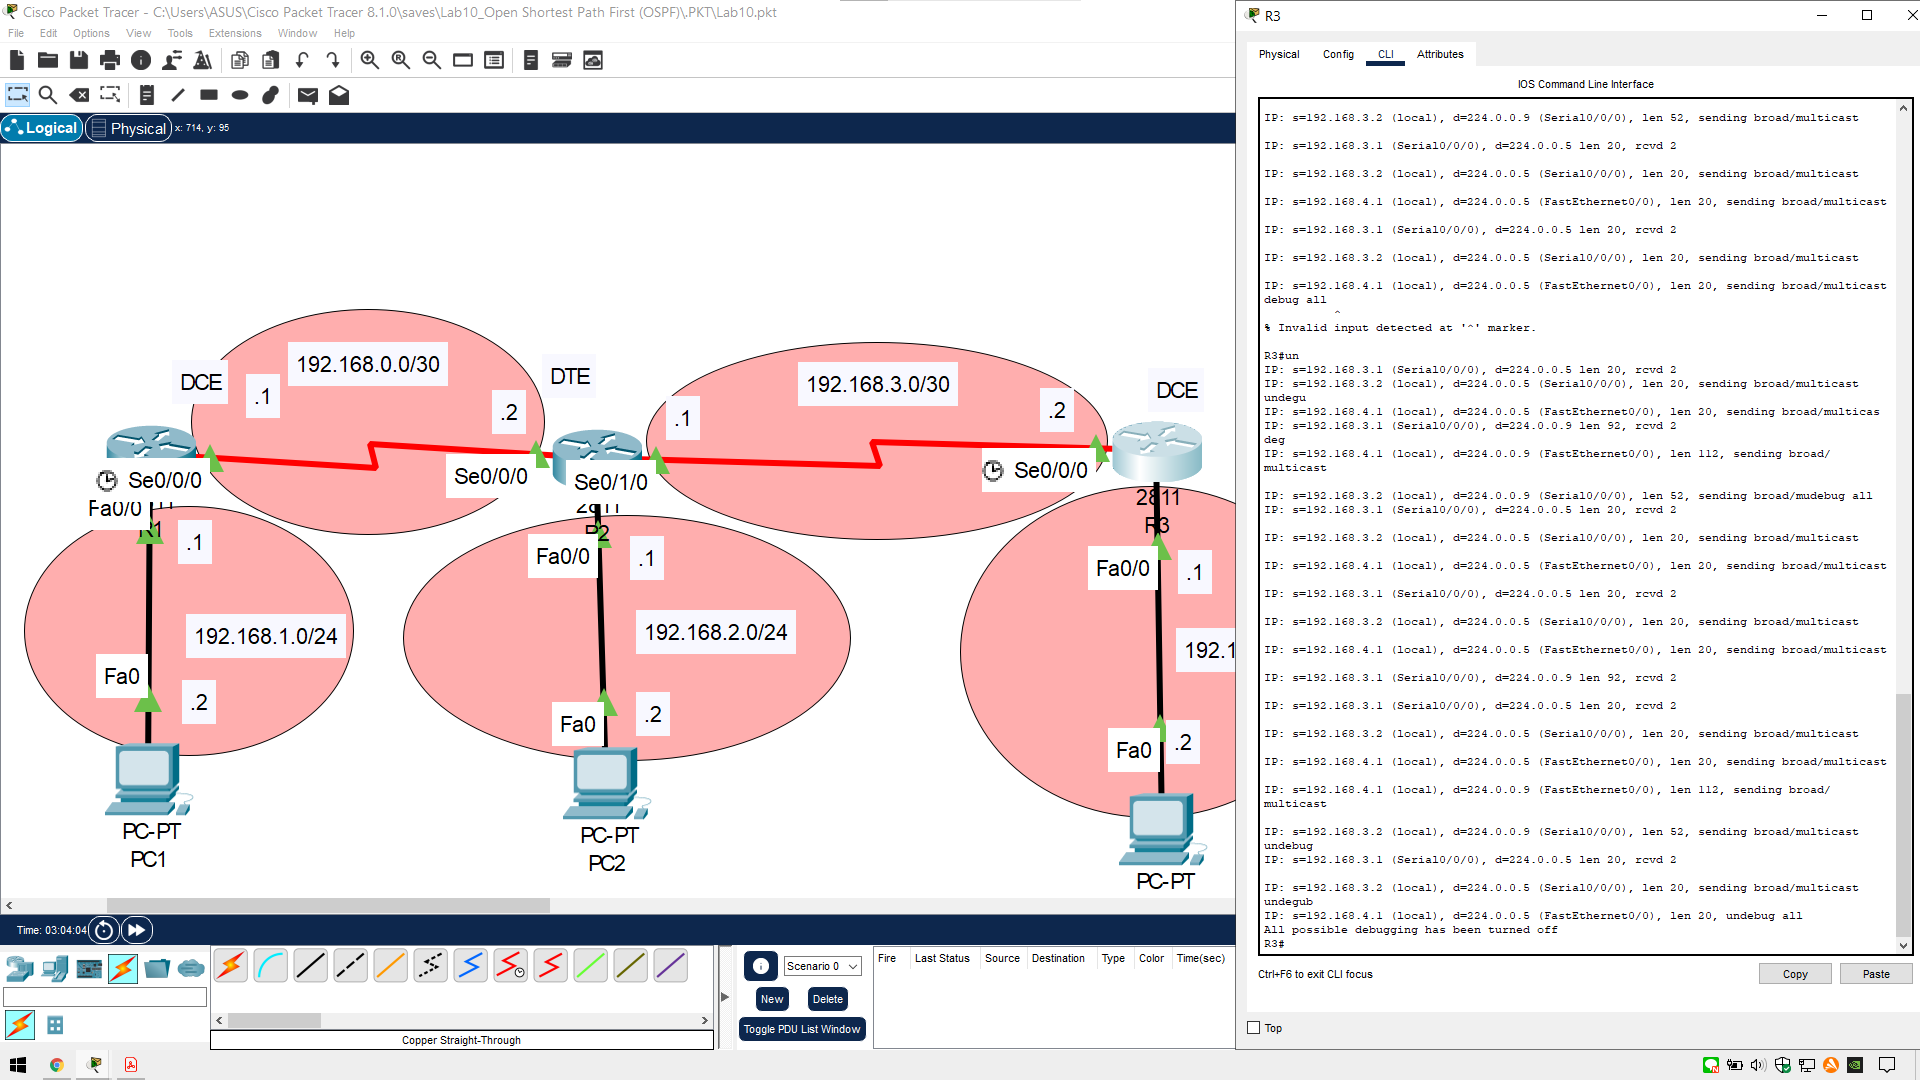 Cisco Packet Tracer - C:\Users\ASUS\Cisco Packet Tracer 8.1.0\saves\Lab10_Open Shortest Path First (OSPF)\.PKT\Lab10.pkt
File Edit Options View Tools Extensions Window Help
Logical
Physical
x: 714, y: 95
192.168.0.0/30
DCE
.1
DTE
.2
192.168.3.0/30
.1
.2
DCE
Se0/0/0
Se0/0/0
Se0/1/0
Se0/0/0
Fa0/0
2811
R2
2811
R3
.1
Fa0/0
.1
Fa0/0
.1
192.168.1.0/24
192.168.2.0/24
192.1
Fa0
.2
Fa0
.2
Fa0
.2
PC-PT
PC1
PC-PT
PC2
PC-PT
Time: 03:04:04
Scenario 0
New
Delete
Toggle PDU List Window
Fire Last Status Source Destination Type Color Time(sec)
Copper Straight-Through
R3
Physical Config CLI Attributes
IOS Command Line Interface
IP: s=192.168.3.2 (local), d=224.0.0.9 (Serial0/0/0), len 52, sending broad/multicast
IP: s=192.168.3.1 (Serial0/0/0), d=224.0.0.5 len 20, rcvd 2
IP: s=192.168.3.2 (local), d=224.0.0.5 (Serial0/0/0), len 20, sending broad/multicast
IP: s=192.168.4.1 (local), d=224.0.0.5 (FastEthernet0/0), len 20, sending broad/multicast
IP: s=192.168.3.1 (Serial0/0/0), d=224.0.0.5 len 20, rcvd 2
IP: s=192.168.3.2 (local), d=224.0.0.5 (Serial0/0/0), len 20, sending broad/multicast
IP: s=192.168.4.1 (local), d=224.0.0.5 (FastEthernet0/0), len 20, sending broad/multicast
debug all
^
% Invalid input detected at '^' marker.
R3#un
IP: s=192.168.3.1 (Serial0/0/0), d=224.0.0.5 len 20, rcvd 2
IP: s=192.168.3.2 (local), d=224.0.0.5 (Serial0/0/0), len 20, sending broad/multicast
undegu
IP: s=192.168.4.1 (local), d=224.0.0.5 (FastEthernet0/0), len 20, sending broad/multicas
IP: s=192.168.3.1 (Serial0/0/0), d=224.0.0.9 len 92, rcvd 2
deg
IP: s=192.168.4.1 (local), d=224.0.0.9 (FastEthernet0/0), len 112, sending broad/
multicast
IP: s=192.168.3.2 (local), d=224.0.0.9 (Serial0/0/0), len 52, sending broad/mudebug all
IP: s=192.168.3.1 (Serial0/0/0), d=224.0.0.5 len 20, rcvd 2
IP: s=192.168.3.2 (local), d=224.0.0.5 (Serial0/0/0), len 20, sending broad/multicast
IP: s=192.168.4.1 (local), d=224.0.0.5 (FastEthernet0/0), len 20, sending broad/multicast
IP: s=192.168.3.1 (Serial0/0/0), d=224.0.0.5 len 20, rcvd 2
IP: s=192.168.3.2 (local), d=224.0.0.5 (Serial0/0/0), len 20, sending broad/multicast
IP: s=192.168.4.1 (local), d=224.0.0.5 (FastEthernet0/0), len 20, sending broad/multicast
IP: s=192.168.3.1 (Serial0/0/0), d=224.0.0.9 len 92, rcvd 2
IP: s=192.168.3.1 (Serial0/0/0), d=224.0.0.5 len 20, rcvd 2
IP: s=192.168.3.2 (local), d=224.0.0.5 (Serial0/0/0), len 20, sending broad/multicast
IP: s=192.168.4.1 (local), d=224.0.0.5 (FastEthernet0/0), len 20, sending broad/multicast
IP: s=192.168.4.1 (local), d=224.0.0.9 (FastEthernet0/0), len 112, sending broad/
multicast
IP: s=192.168.3.2 (local), d=224.0.0.9 (Serial0/0/0), len 52, sending broad/multicast
undebug
IP: s=192.168.3.1 (Serial0/0/0), d=224.0.0.5 len 20, rcvd 2
IP: s=192.168.3.2 (local), d=224.0.0.5 (Serial0/0/0), len 20, sending broad/multicast
undegub
IP: s=192.168.4.1 (local), d=224.0.0.5 (FastEthernet0/0), len 20, undebug all
All possible debugging has been turned off
R3#
Ctrl+F6 to exit CLI focus
Copy
Paste
Top